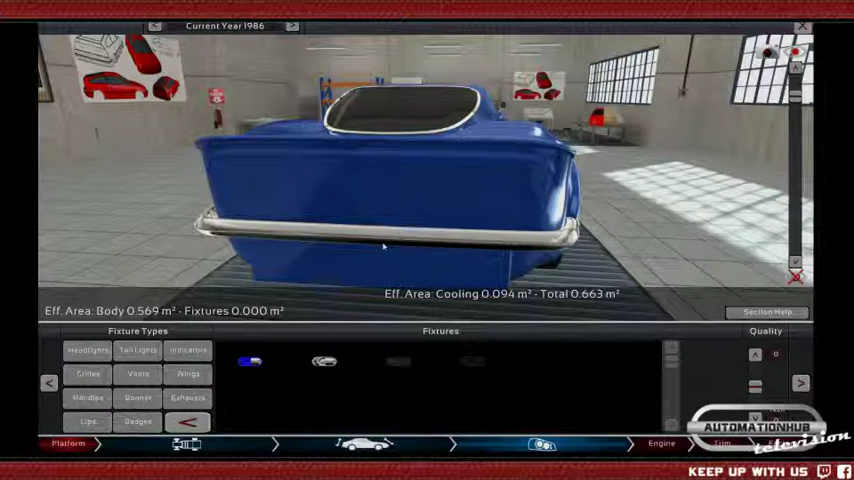 < Current Year 1986 > X
Eff. Area: Cooling 0.094 m² - Total 0.663 m²
Eff. Area: Body 0.569 m² - Fixtures 0.000 m²
Section Help...
Fixture Types
Fixtures
Quality
Headlights Tail Lights Indicators
Grilles Vents Wings
Handles Bonnet Exhausts
Lips Badges <
< >
0
Platform
Engine
Trim
AUTOMATIONHUB
television
KEEP UP WITH US